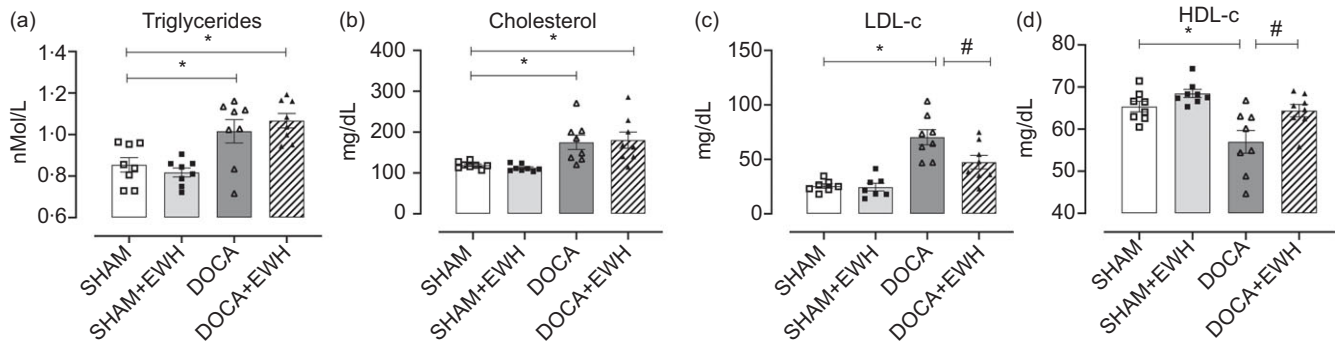 (a) Triglycerides
* 
*
nMol/L
1·4
1·2
1·0
0·8
0·6
SHAM
SHAM+EWH
DOCA
DOCA+EWH
(b) Cholesterol
*
*
mg/dL
400
300
200
100
0
SHAM
SHAM+EWH
DOCA
DOCA+EWH
(c) LDL-c
* #
mg/dL
150
100
50
0
SHAM
SHAM+EWH
DOCA
DOCA+EWH
(d) HDL-c
* #
mg/dL
80
70
60
50
40
SHAM
SHAM+EWH
DOCA
DOCA+EWH